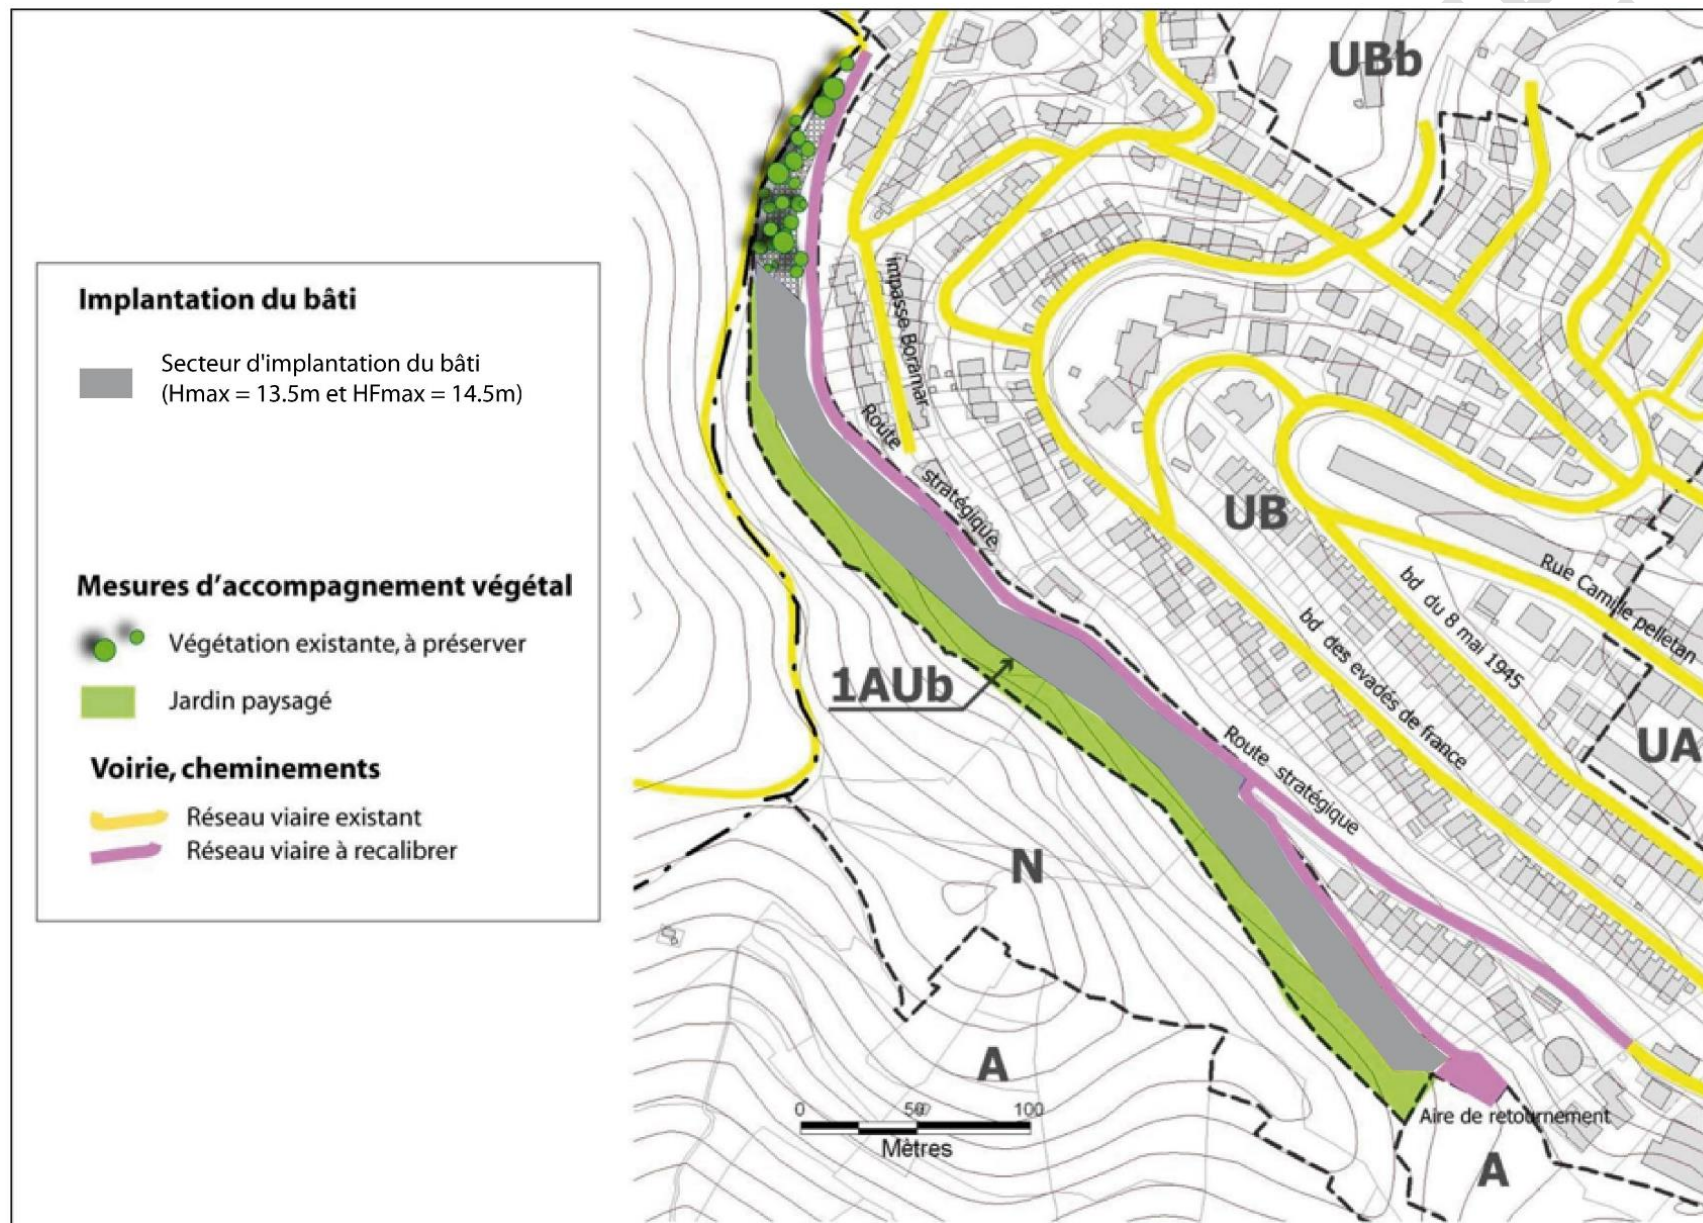 Implantation du bâti
Secteur d'implantation du bâti
(Hmax = 13.5m et HFmax = 14.5m)
Mesures d'accompagnement végétal
Végétation existante, à préserver
Jardin paysagé
Voirie, cheminements
Réseau viaire existant
Réseau viaire à recalibrer
UBb
impasse Boramar
Route
stratégique
UB
Rue Camille pelletan
bd du 8 mai 1945
bd des evadés de france
1AUb
UA
Route stratégique
N
A
0 50 100
Mètres
Aire de retournement
A